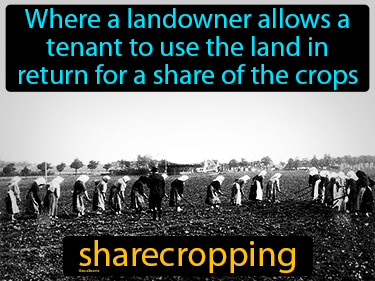 Where a landowner allows a
tenant to use the land in
return for a share of the crops
sharecropping